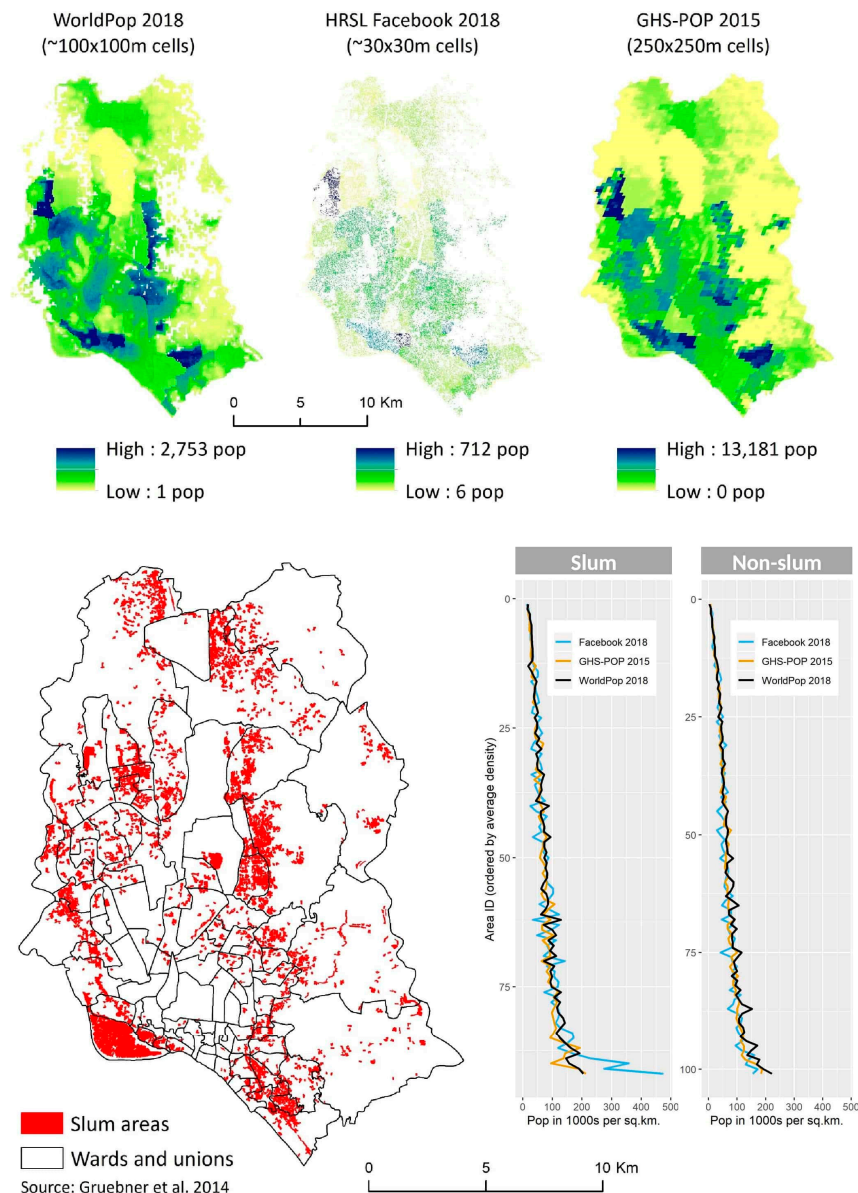 WorldPop 2018
(~100x100m cells)
HRSL Facebook 2018
(~30x30m cells)
GHS-POP 2015
(250x250m cells)
0 5 10 Km
High : 2,753 pop
Low : 1 pop
High : 712 pop
Low : 6 pop
High : 13,181 pop
Low : 0 pop
Slum
Non-slum
Facebook 2018
GHS-POP 2015
WorldPop 2018
Facebook 2018
GHS-POP 2015
WorldPop 2018
Area ID (ordered by average density)
0
25
50
75
0
25
50
75
100
0 100 200 300 400 500
0 100 200 300 400 500
Pop in 1000s per sq.km.
Pop in 1000s per sq.km.
Slum areas
Wards and unions
Source: Gruebner et al. 2014
0 5 10 Km